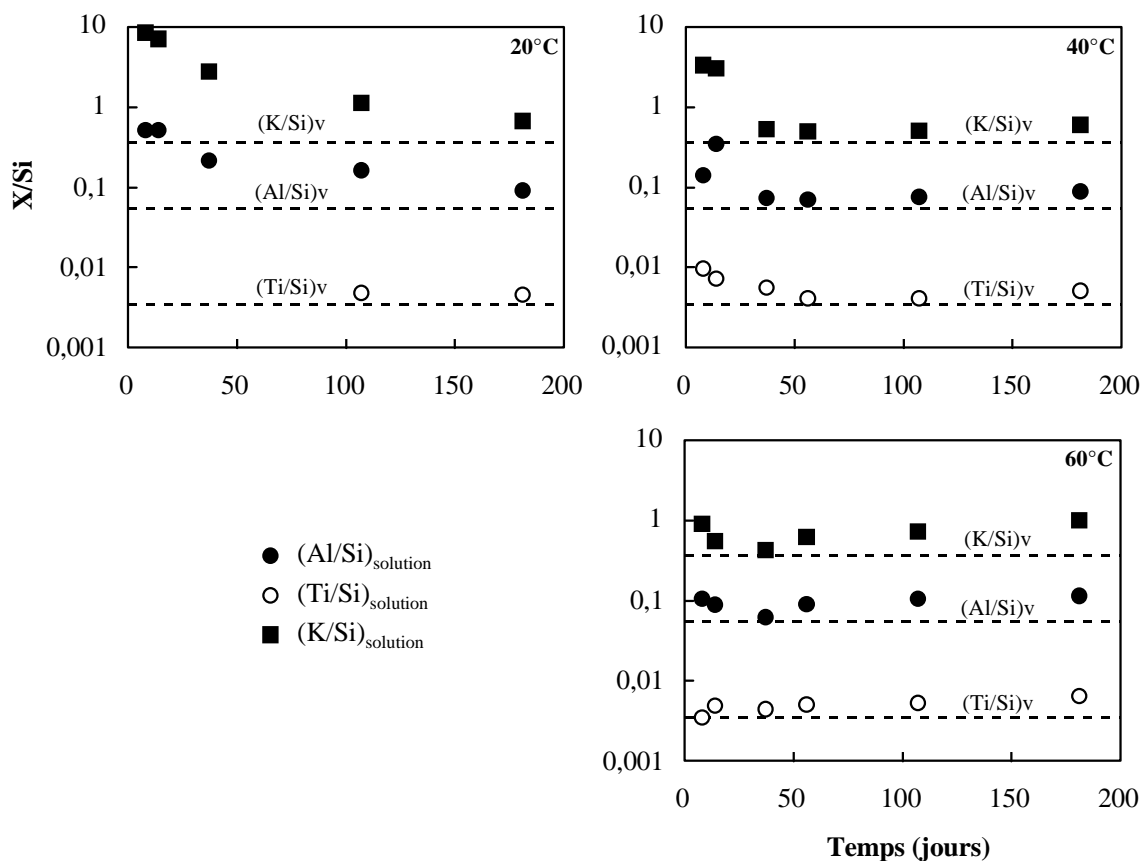 20°C
10
1
0,1
0,01
0,001
X/Si
(K/Si)v
(Al/Si)v
(Ti/Si)v
0 50 100 150 200
40°C
10
1
0,1
0,01
0,001
(K/Si)v
(Al/Si)v
(Ti/Si)v
0 50 100 150 200
(Al/Si)solution
(Ti/Si)solution
(K/Si)solution
60°C
10
1
0,1
0,01
0,001
(K/Si)v
(Al/Si)v
(Ti/Si)v
0 50 100 150 200
Temps (jours)